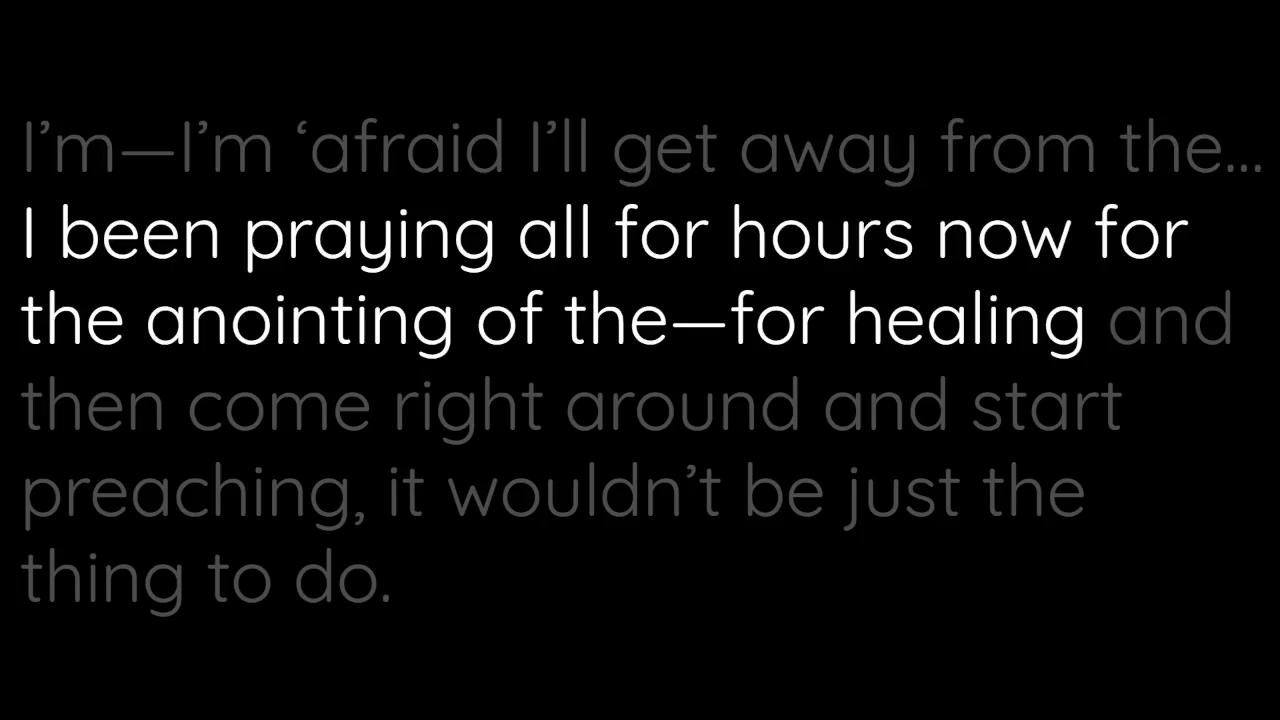 I’m—I’m ‘afraid I’ll get away from the...
I been praying all for hours now for
the anointing of the—for healing and
then come right around and start
preaching, it wouldn’t be just the
thing to do.